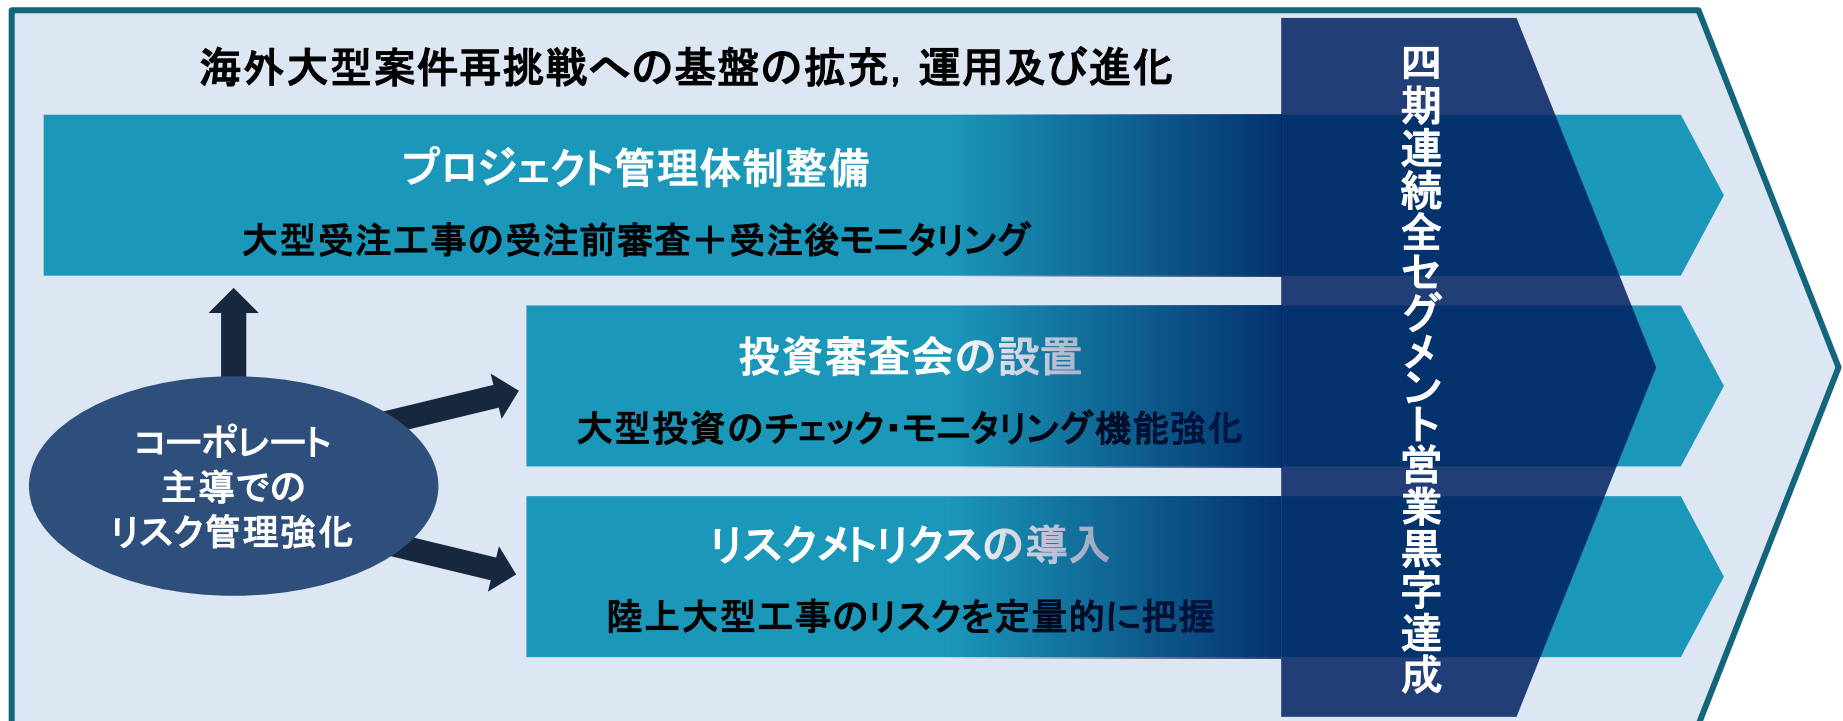 海外大型案件再挑戦への基盤の拡充，運用及び進化
プロジェクト管理体制整備
大型受注工事の受注前審査＋受注後モニタリング
投資審査会の設置
大型投資のチェック・モニタリング機能強化
コーポレート
主導での
リスク管理強化
リスクメトリクスの導入
陸上大型工事のリスクを定量的に把握
四期連続全セグメント営業黒字達成